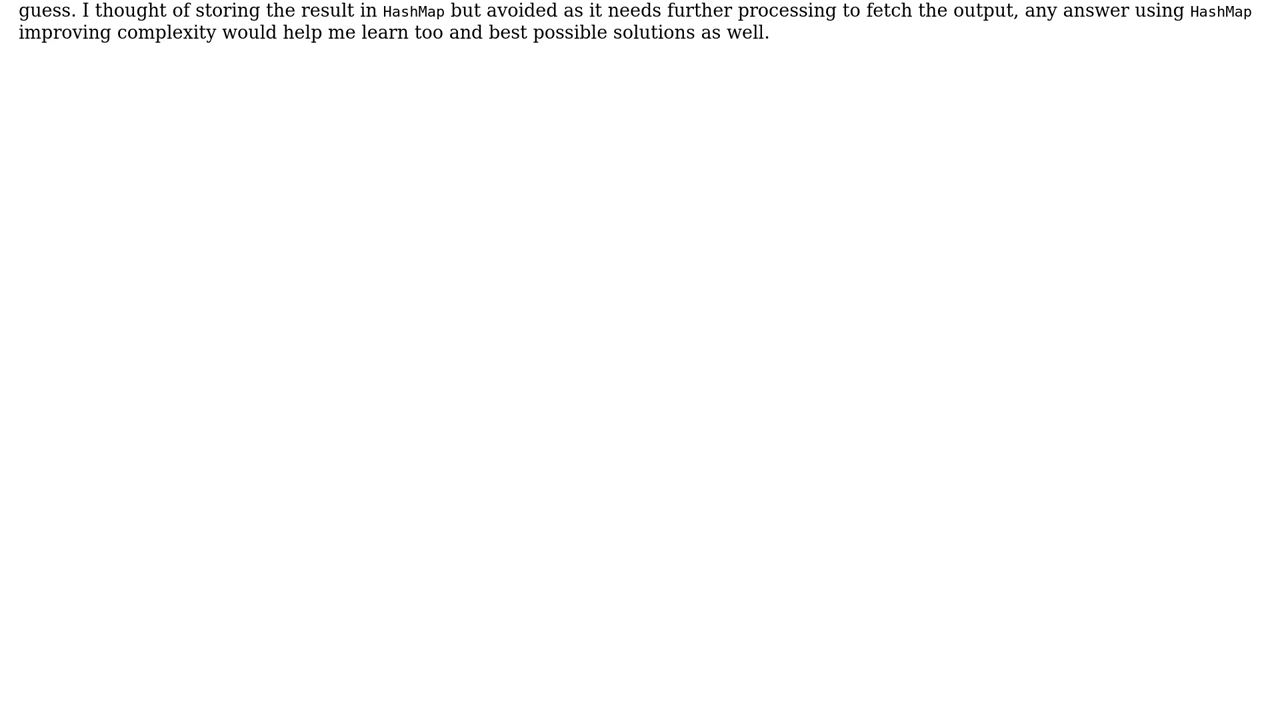 guess. I thought of storing the result in HashMap but avoided as it needs further processing to fetch the output, any answer using HashMap
improving complexity would help me learn too and best possible solutions as well.